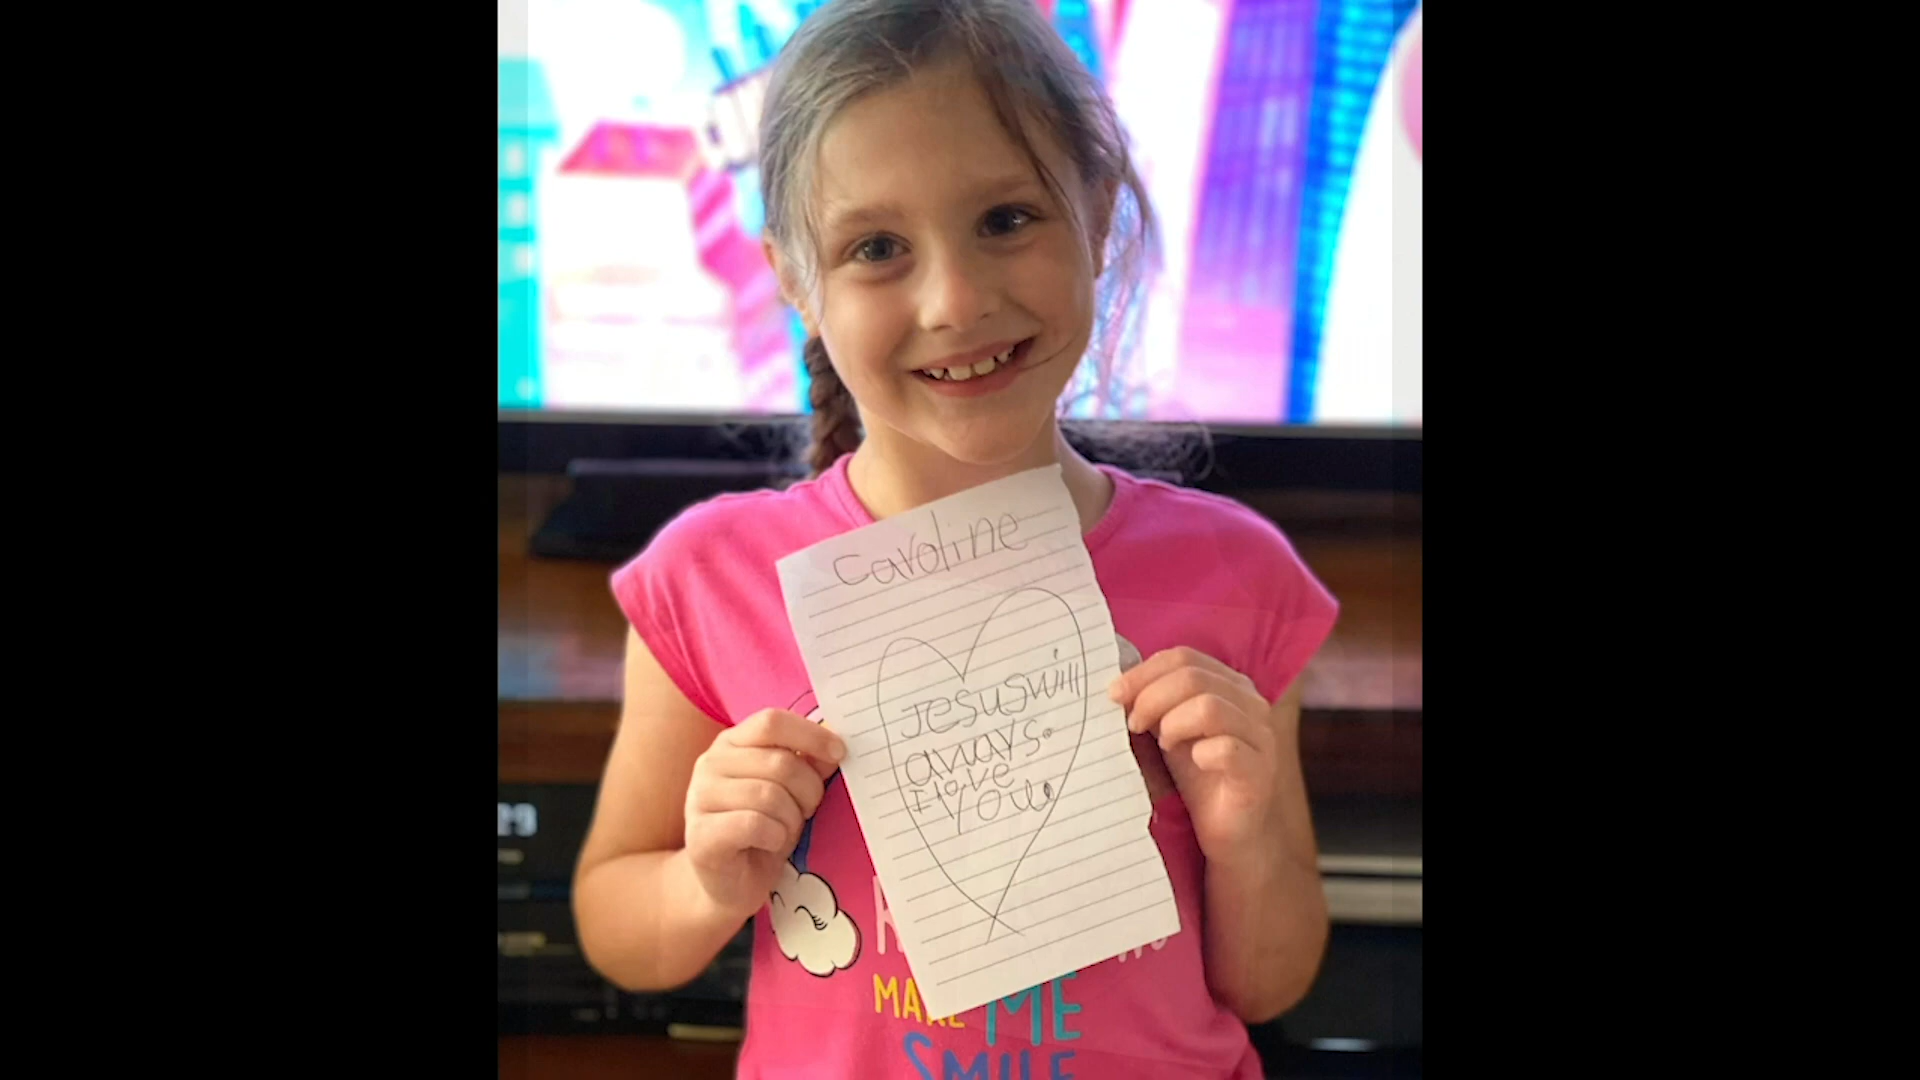 Caroline
Jesus will
always.
I love
you
MAKE ME
SMILE